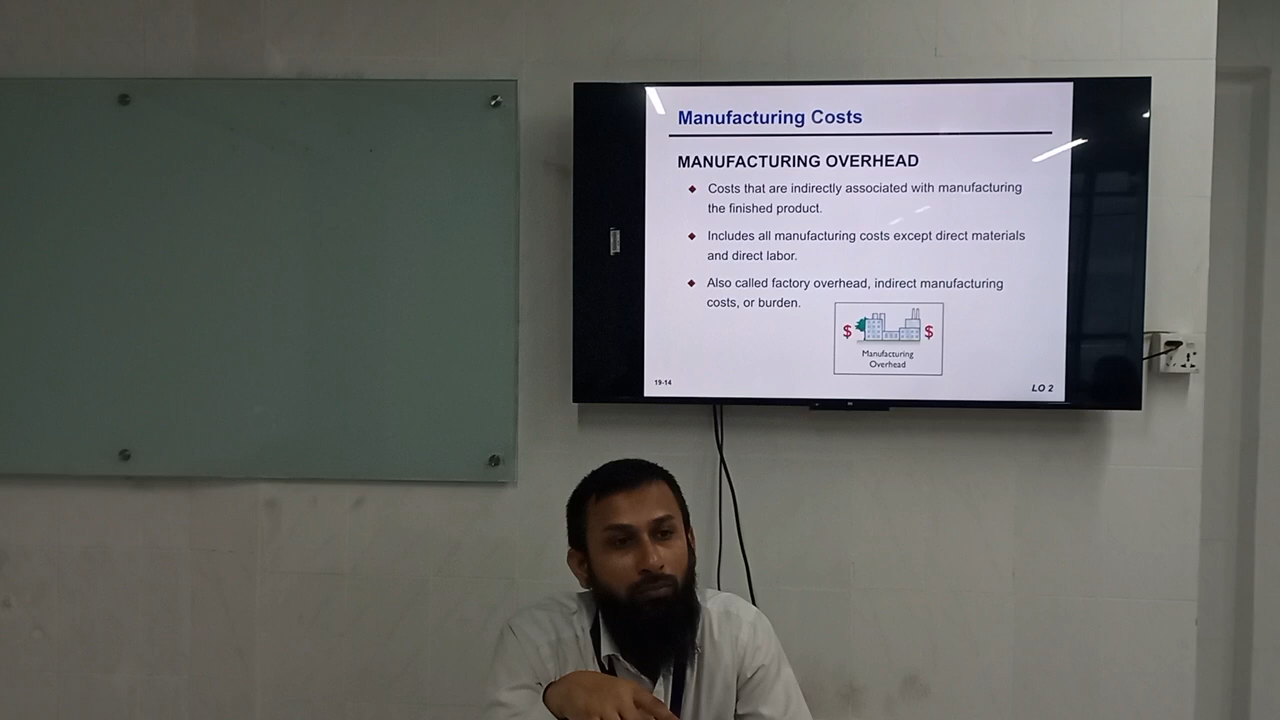 Manufacturing Costs
MANUFACTURING OVERHEAD
Costs that are indirectly associated with manufacturing
the finished product.
Includes all manufacturing costs except direct materials
and direct labor.
Also called factory overhead, indirect manufacturing
costs, or burden.
$ $
Manufacturing
Overhead
19-14
LO 2